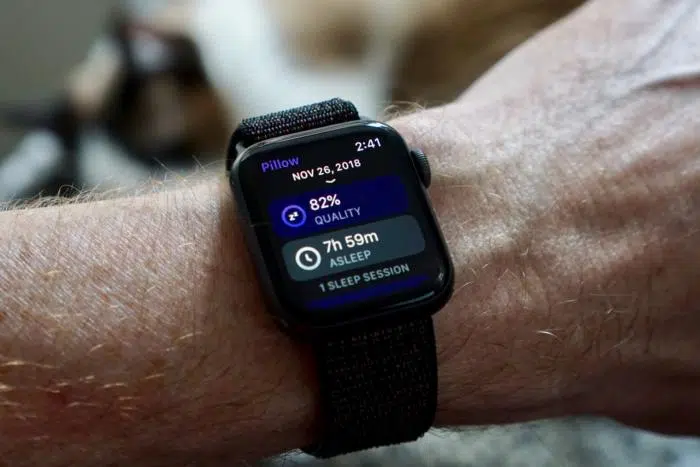 Pillow 2:41
NOV 26, 2018
82%
QUALITY
7h 59m
ASLEEP
1 SLEEP SESSION